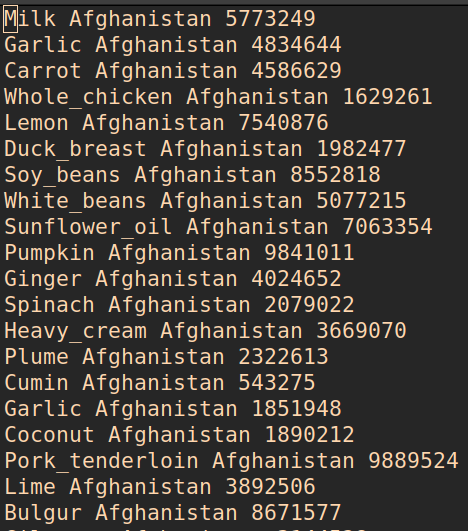 Milk Afghanistan 5773249
Garlic Afghanistan 4834644
Carrot Afghanistan 4586629
Whole_chicken Afghanistan 1629261
Lemon Afghanistan 7540876
Duck_breast Afghanistan 1982477
Soy_beans Afghanistan 8552818
White_beans Afghanistan 5077215
Sunflower_oil Afghanistan 7063354
Pumpkin Afghanistan 9841011
Ginger Afghanistan 4024652
Spinach Afghanistan 2079022
Heavy_cream Afghanistan 3669070
Plume Afghanistan 2322613
Cumin Afghanistan 543275
Garlic Afghanistan 1851948
Coconut Afghanistan 1890212
Pork_tenderloin Afghanistan 9889524
Lime Afghanistan 3892506
Bulgur Afghanistan 8671577